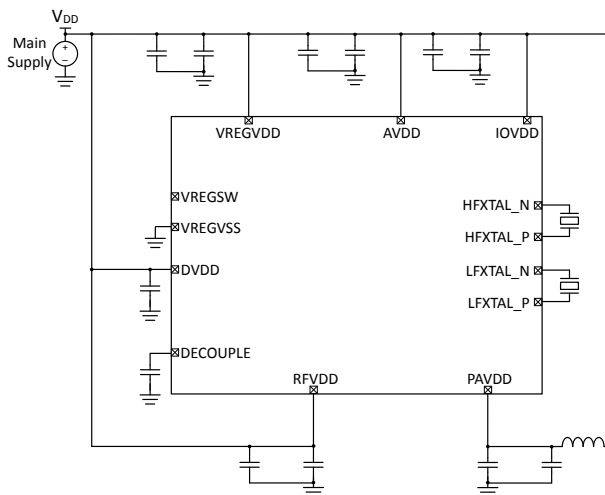 VDD
Main
Supply
+
–
VREGVDD
AVDD
IOVDD
VREGSW
HFXTAL_N
VREGVSS
HFXTAL_P
DVDD
LFXTAL_N
LFXTAL_P
DECOUPLE
RFVDD
PAVDD